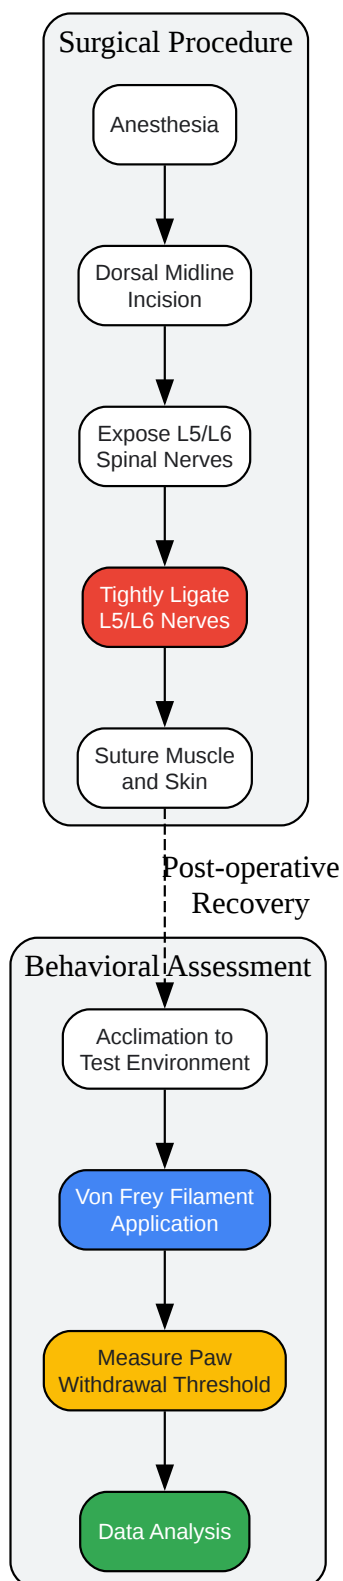 Surgical Procedure
Anesthesia
Dorsal Midline
Incision
Expose L5/L6
Spinal Nerves
Tightly Ligate
L5/L6 Nerves
Suture Muscle
and Skin
Post-operative
Recovery
Behavioral Assessment
Acclimation to
Test Environment
Von Frey Filament
Application
Measure Paw
Withdrawal Threshold
Data Analysis